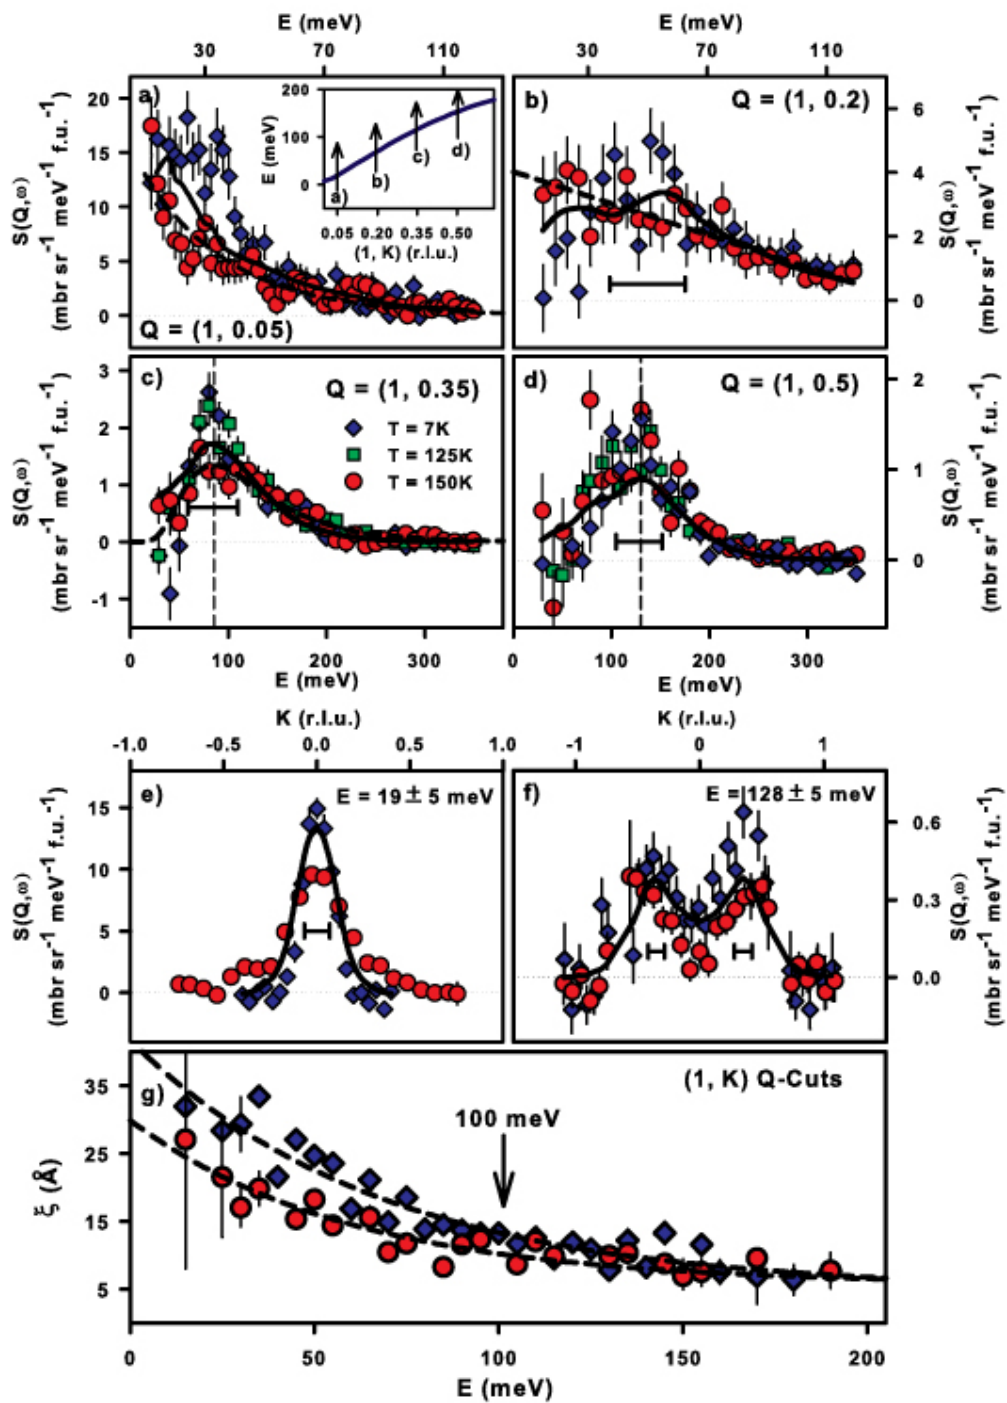 E (meV)
E (meV)
30 70 110
30 70 110
a)
20
15
10
5
0
S(Q,ω)
(mbr sr⁻¹ meV⁻¹ f.u.⁻¹)
Q = (1, 0.05)
200
100
0
E (meV)
a)
b)
c)
d)
0.05 0.20 0.35 0.50
(1, K) (r.l.u.)
b)
Q = (1, 0.2)
6
4
2
0
S(Q,ω)
(mbr sr⁻¹ meV⁻¹ f.u.⁻¹)
c)
Q = (1, 0.35)
T = 7K
T = 125K
T = 150K
3
2
1
0
-1
S(Q,ω)
(mbr sr⁻¹ meV⁻¹ f.u.⁻¹)
0 100 200 300
E (meV)
d)
Q = (1, 0.5)
2
1
0
S(Q,ω)
(mbr sr⁻¹ meV⁻¹ f.u.⁻¹)
0 100 200 300
E (meV)
K (r.l.u.)
K (r.l.u.)
-1.0 -0.5 0.0 0.5 1.0
-1 0 1
e)
E = 19 ± 5 meV
15
10
5
0
S(Q,ω)
(mbr sr⁻¹ meV⁻¹ f.u.⁻¹)
f)
E = 128 ± 5 meV
0.6
0.3
0.0
S(Q,ω)
(mbr sr⁻¹ meV⁻¹ f.u.⁻¹)
g)
(1, K) Q-Cuts
100 meV
35
25
15
5
ξ (Å)
0 50 100 150 200
E (meV)